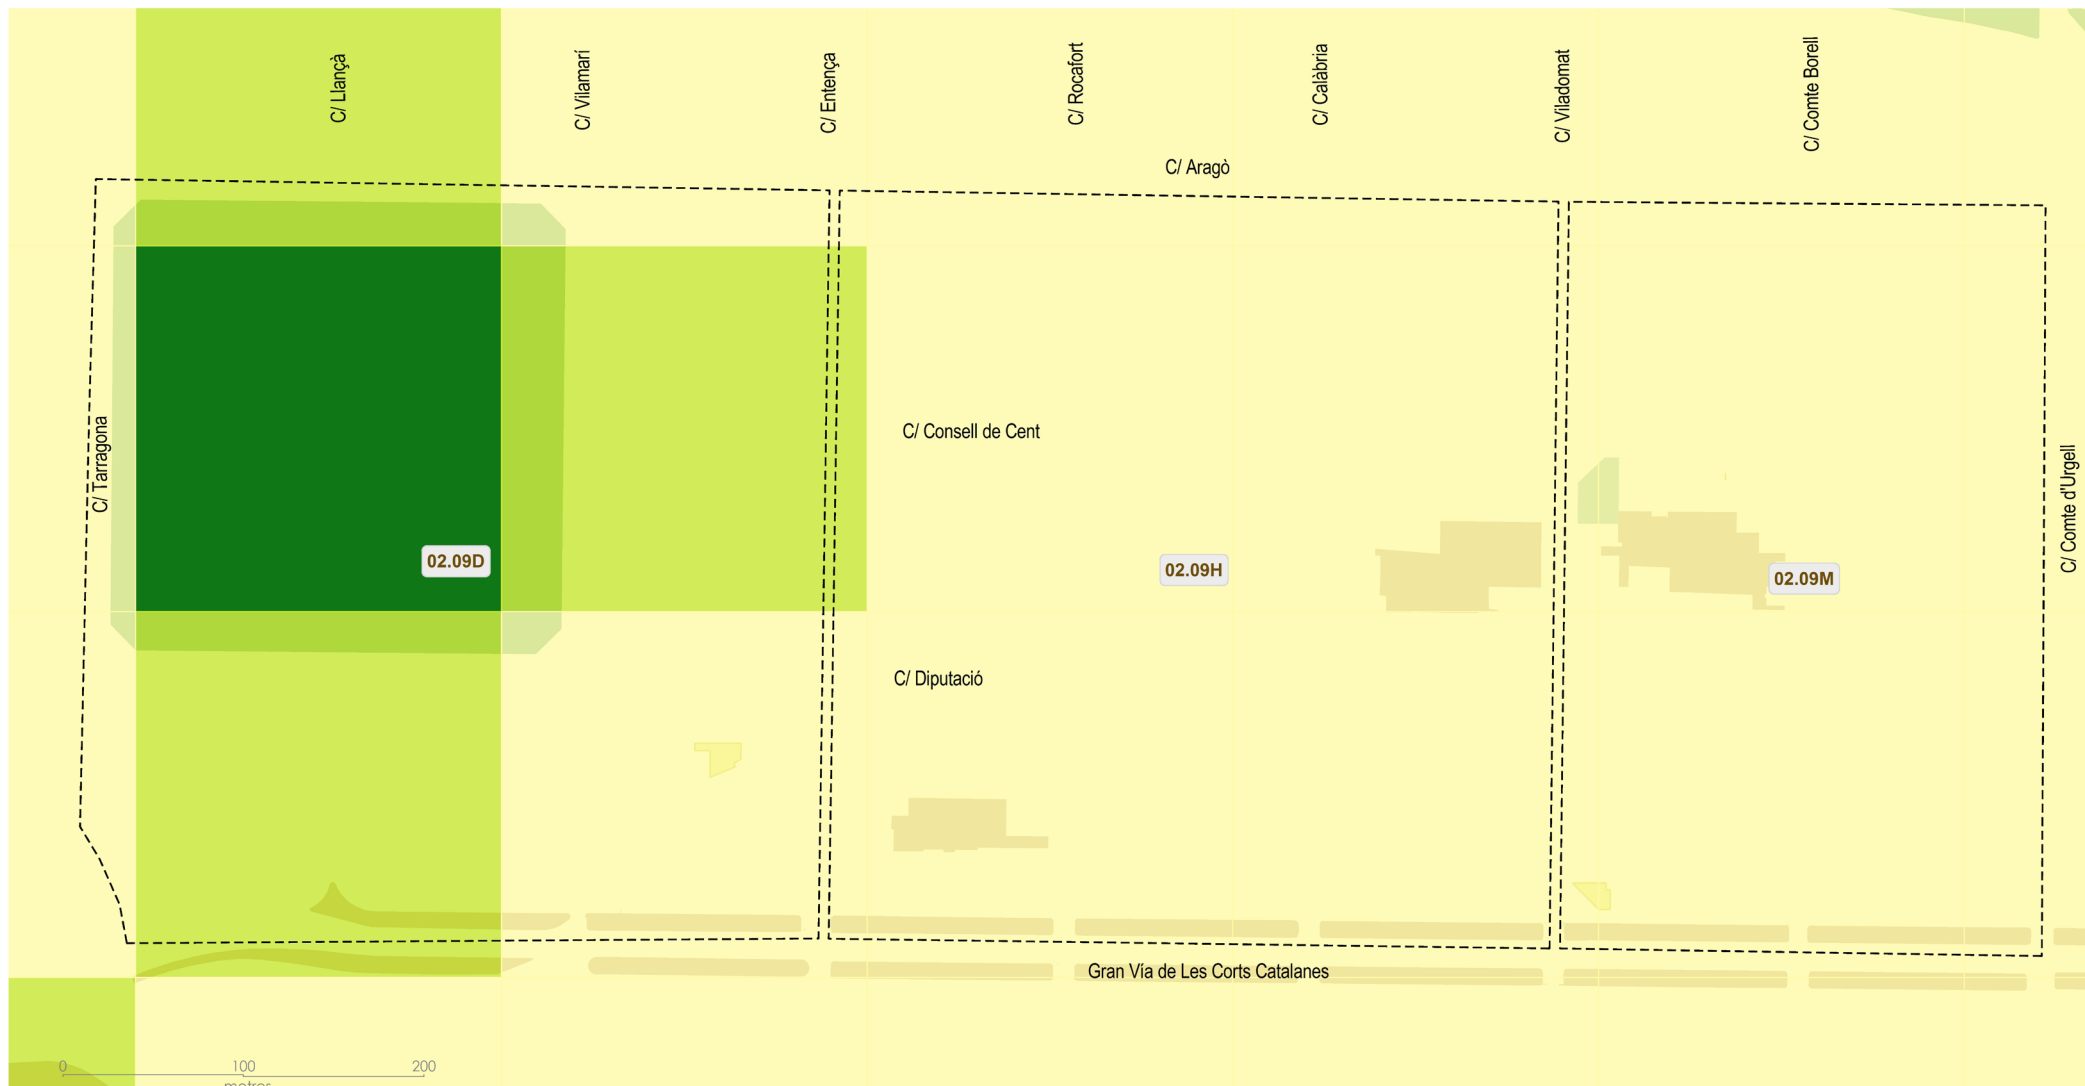 C/ Llançà
C/ Vilamarí
C/ Entença
C/ Rocafort
C/ Calàbria
C/ Viladomat
C/ Comte Borell
C/ Aragò
C/ Tarragona
C/ Consell de Cent
C/ Comte d'Urgell
02.09D
02.09H
02.09M
C/ Diputació
Gran Vía de Les Corts Catalanes
0 100 200
metres